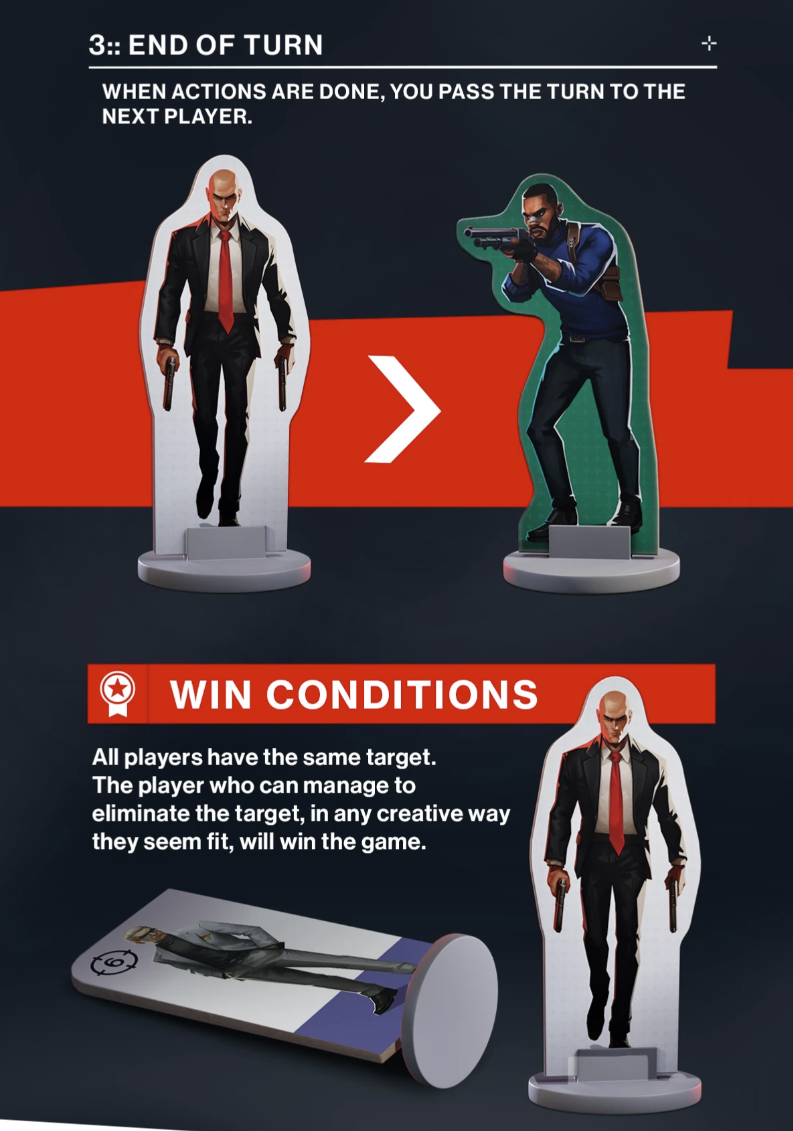 3:: END OF TURN
WHEN ACTIONS ARE DONE, YOU PASS THE TURN TO THE
NEXT PLAYER.
WIN CONDITIONS
All players have the same target.
The player who can manage to
eliminate the target, in any creative way
they seem fit, will win the game.
6